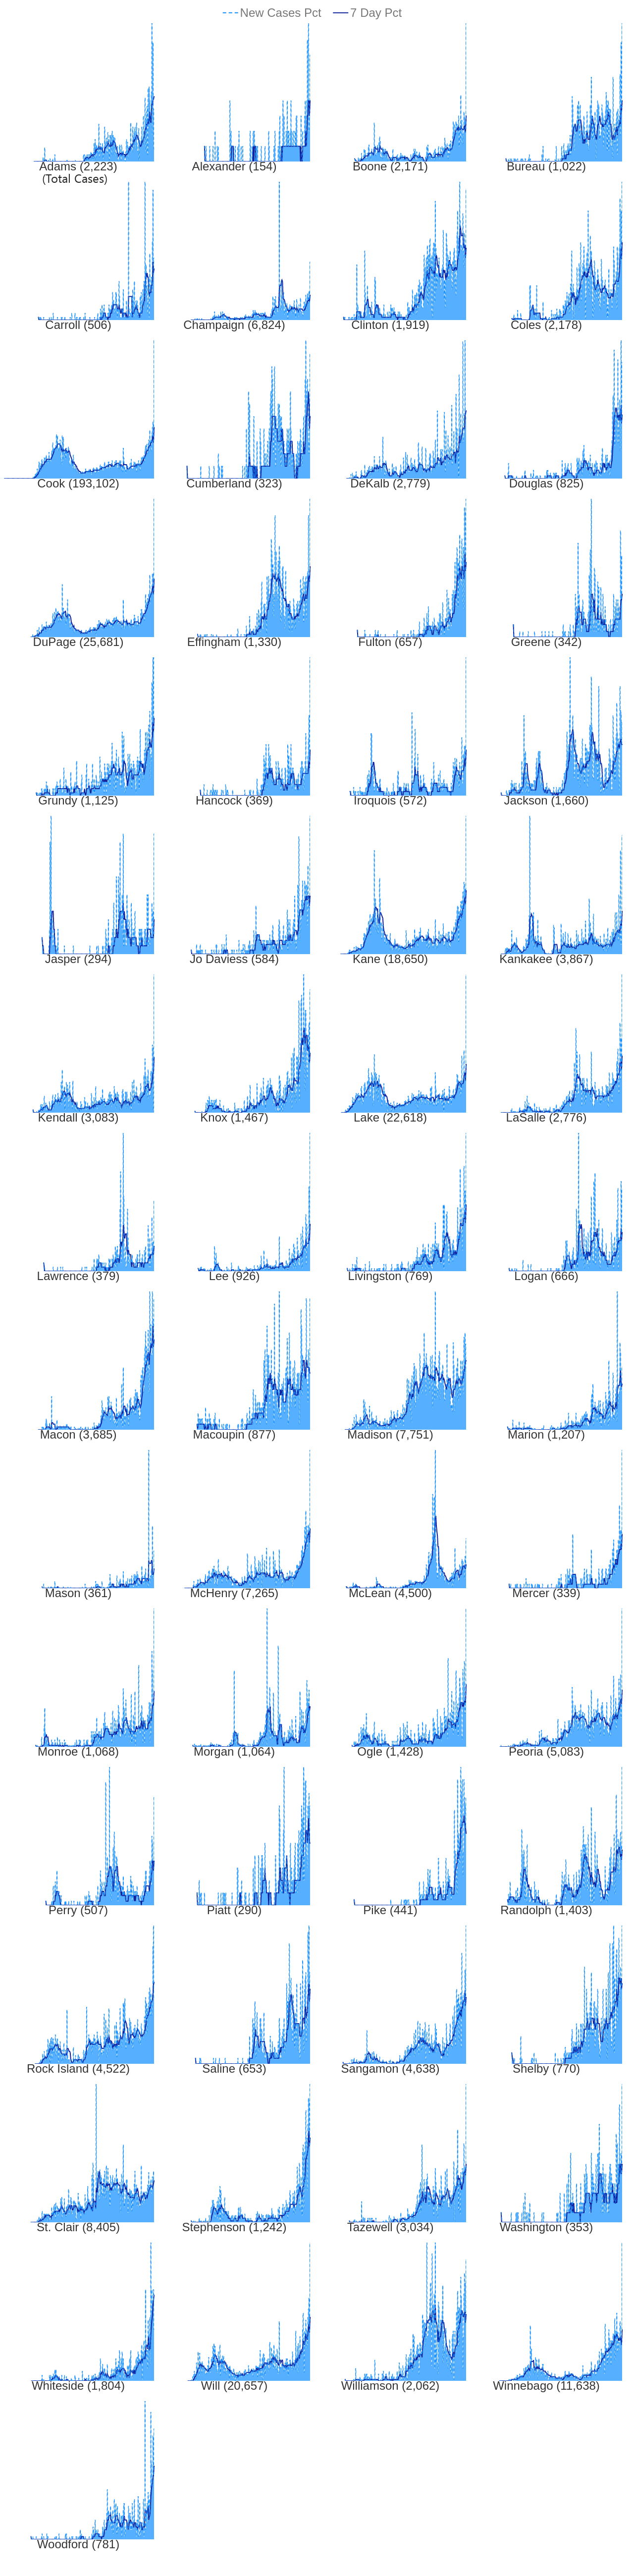 New Cases Pct 7 Day Pct
Adams (2,223) Alexander (154) Boone (2,171) Bureau (1,022)
(Total Cases)
Carroll (506) Champaign (6,824) Clinton (1,919) Coles (2,178)
Cook (193,102) Cumberland (323) DeKalb (2,779) Douglas (825)
DuPage (25,681) Effingham (1,330) Fulton (657) Greene (342)
Grundy (1,125) Hancock (369) Iroquois (572) Jackson (1,660)
Jasper (294) Jo Daviess (584) Kane (18,650) Kankakee (3,867)
Kendall (3,083) Knox (1,467) Lake (22,618) LaSalle (2,776)
Lawrence (379) Lee (926) Livingston (769) Logan (666)
Macon (3,685) Macoupin (877) Madison (7,751) Marion (1,207)
Mason (361) McHenry (7,265) McLean (4,500) Mercer (339)
Monroe (1,068) Morgan (1,064) Ogle (1,428) Peoria (5,083)
Perry (507) Piatt (290) Pike (441) Randolph (1,403)
Rock Island (4,522) Saline (653) Sangamon (4,638) Shelby (770)
St. Clair (8,405) Stephenson (1,242) Tazewell (3,034) Washington (353)
Whiteside (1,804) Will (20,657) Williamson (2,062) Winnebago (11,638)
Woodford (781)